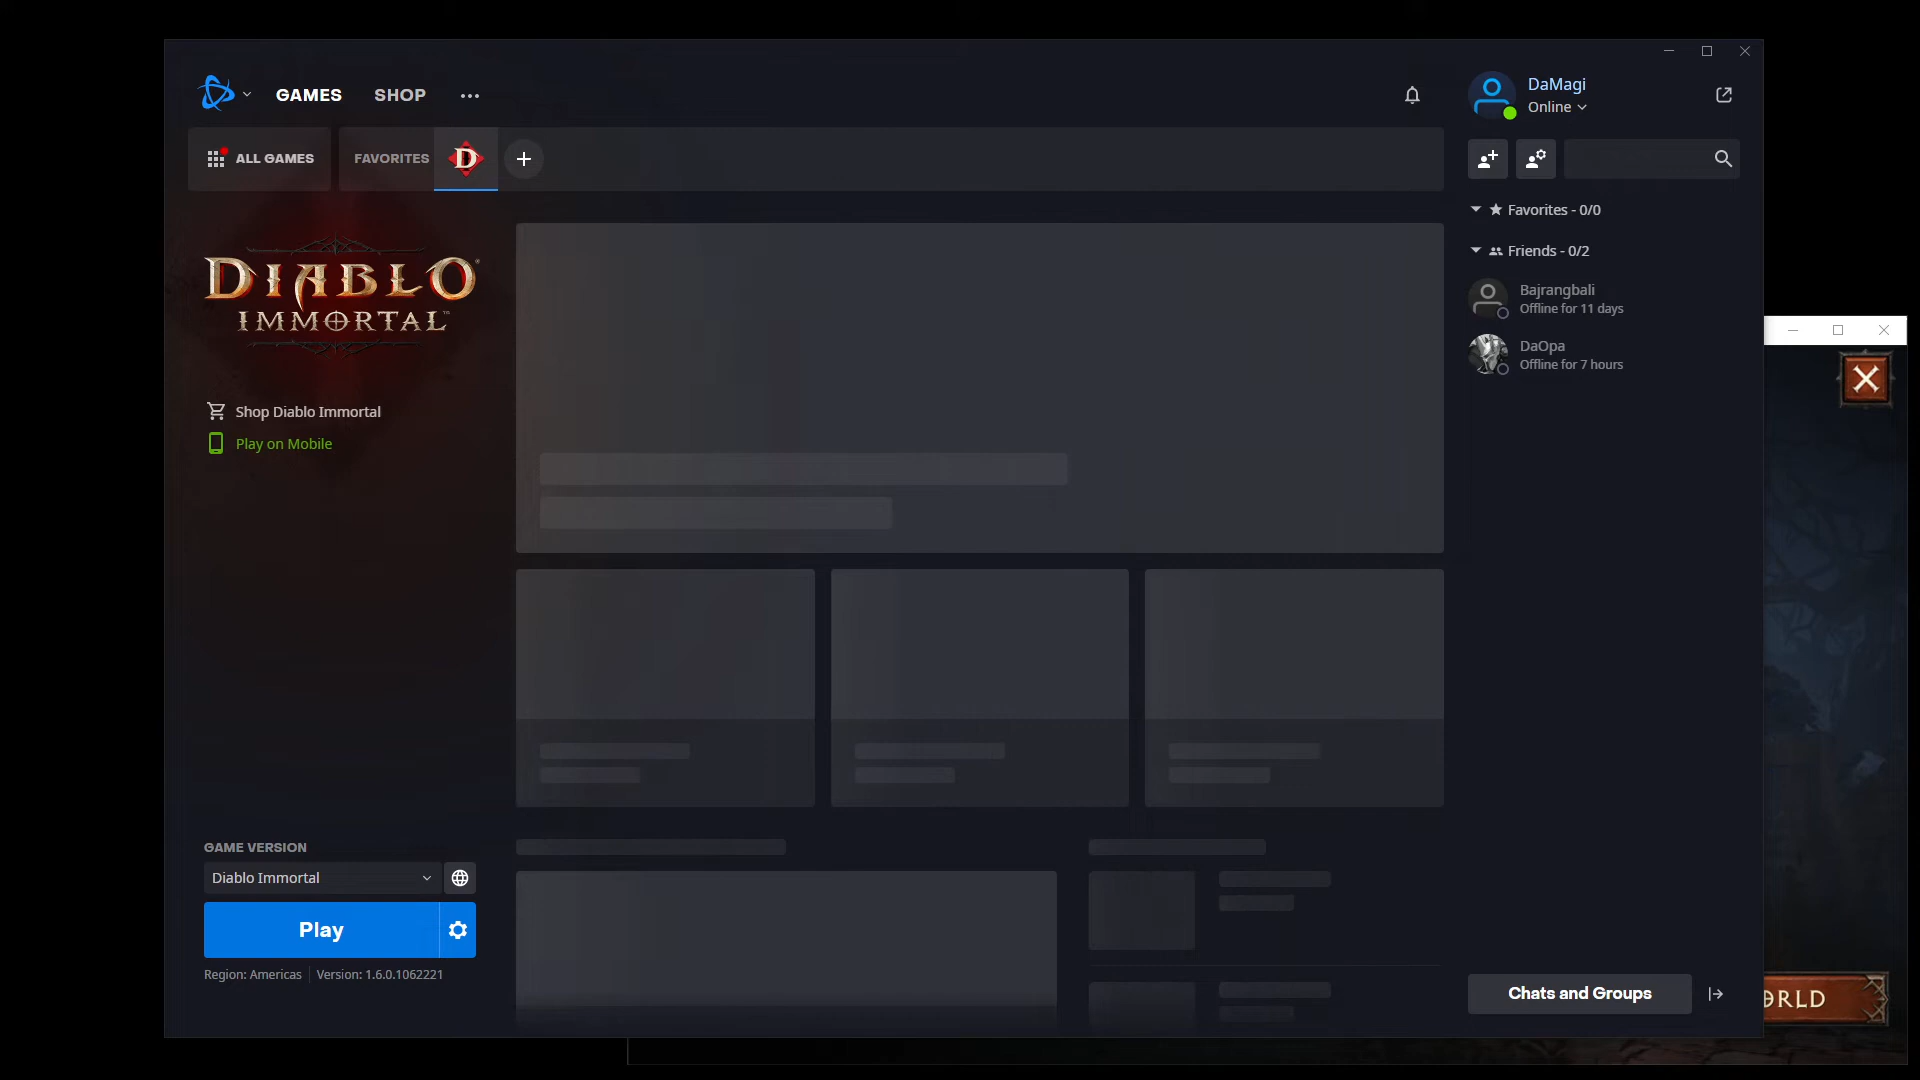 GAMES SHOP
DaMagi
Online
ALL GAMES FAVORITES
Favorites - 0/0
Friends - 0/2
Bajrangbali
Offline for 11 days
DaOpa
Offline for 7 hours
DIABLO
IMMORTAL
Shop Diablo Immortal
Play on Mobile
GAME VERSION
Diablo Immortal
Play
Region: Americas Version: 1.6.0.1062221
Chats and Groups